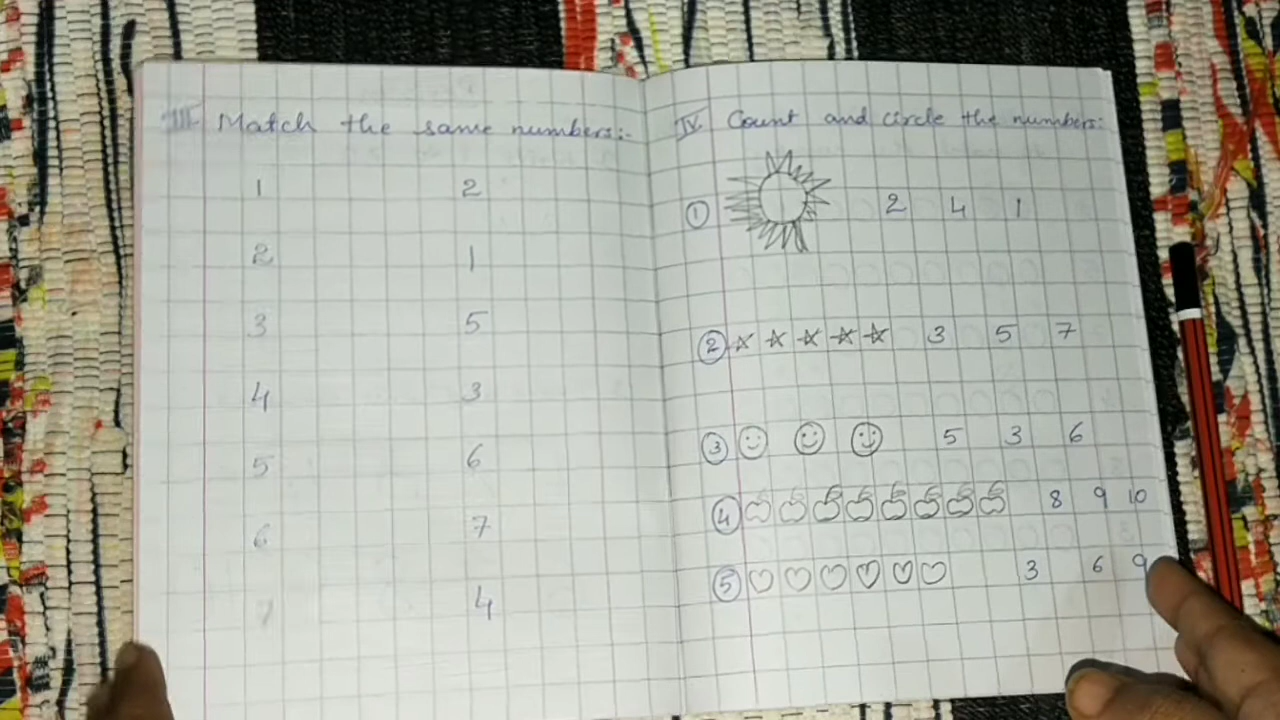 III. Match the same numbers:-
1 2
2 1
3 5
4 3
5 6
6 7
7 4
IV. Count and circle the numbers:
1 2 4 1
2 3 5 7
3 5 3 6
4 8 9 10
5 3 6 9